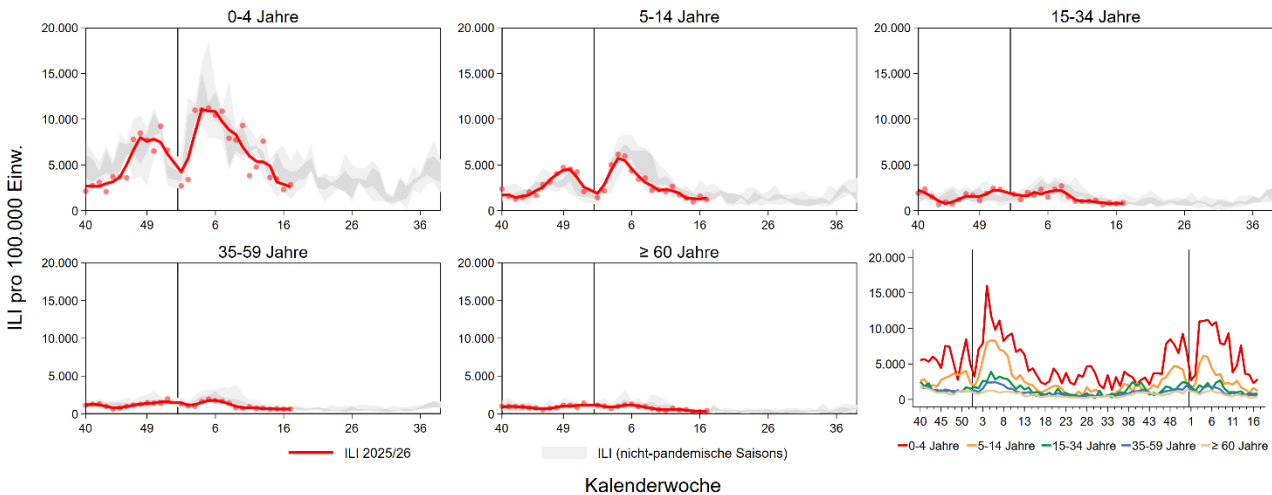 0-4 Jahre
5-14 Jahre
15-34 Jahre
20.000
15.000
10.000
5.000
0
40 49 6 16 26 36
20.000
15.000
10.000
5.000
0
40 49 6 16 26 36
20.000
15.000
10.000
5.000
0
40 49 6 16 26 36
ILI pro 100.000 Einw.
35-59 Jahre
≥ 60 Jahre
20.000
15.000
10.000
5.000
0
40 49 6 16 26 36
20.000
15.000
10.000
5.000
0
40 49 6 16 26 36
20.000
15.000
10.000
5.000
0
40 45 50 3 8 13 18 23 28 33 38 43 48 1 6 11 16
0-4 Jahre 5-14 Jahre 15-34 Jahre 35-59 Jahre ≥ 60 Jahre
ILI 2025/26 ILI (nicht-pandemische Saisons)
Kalenderwoche